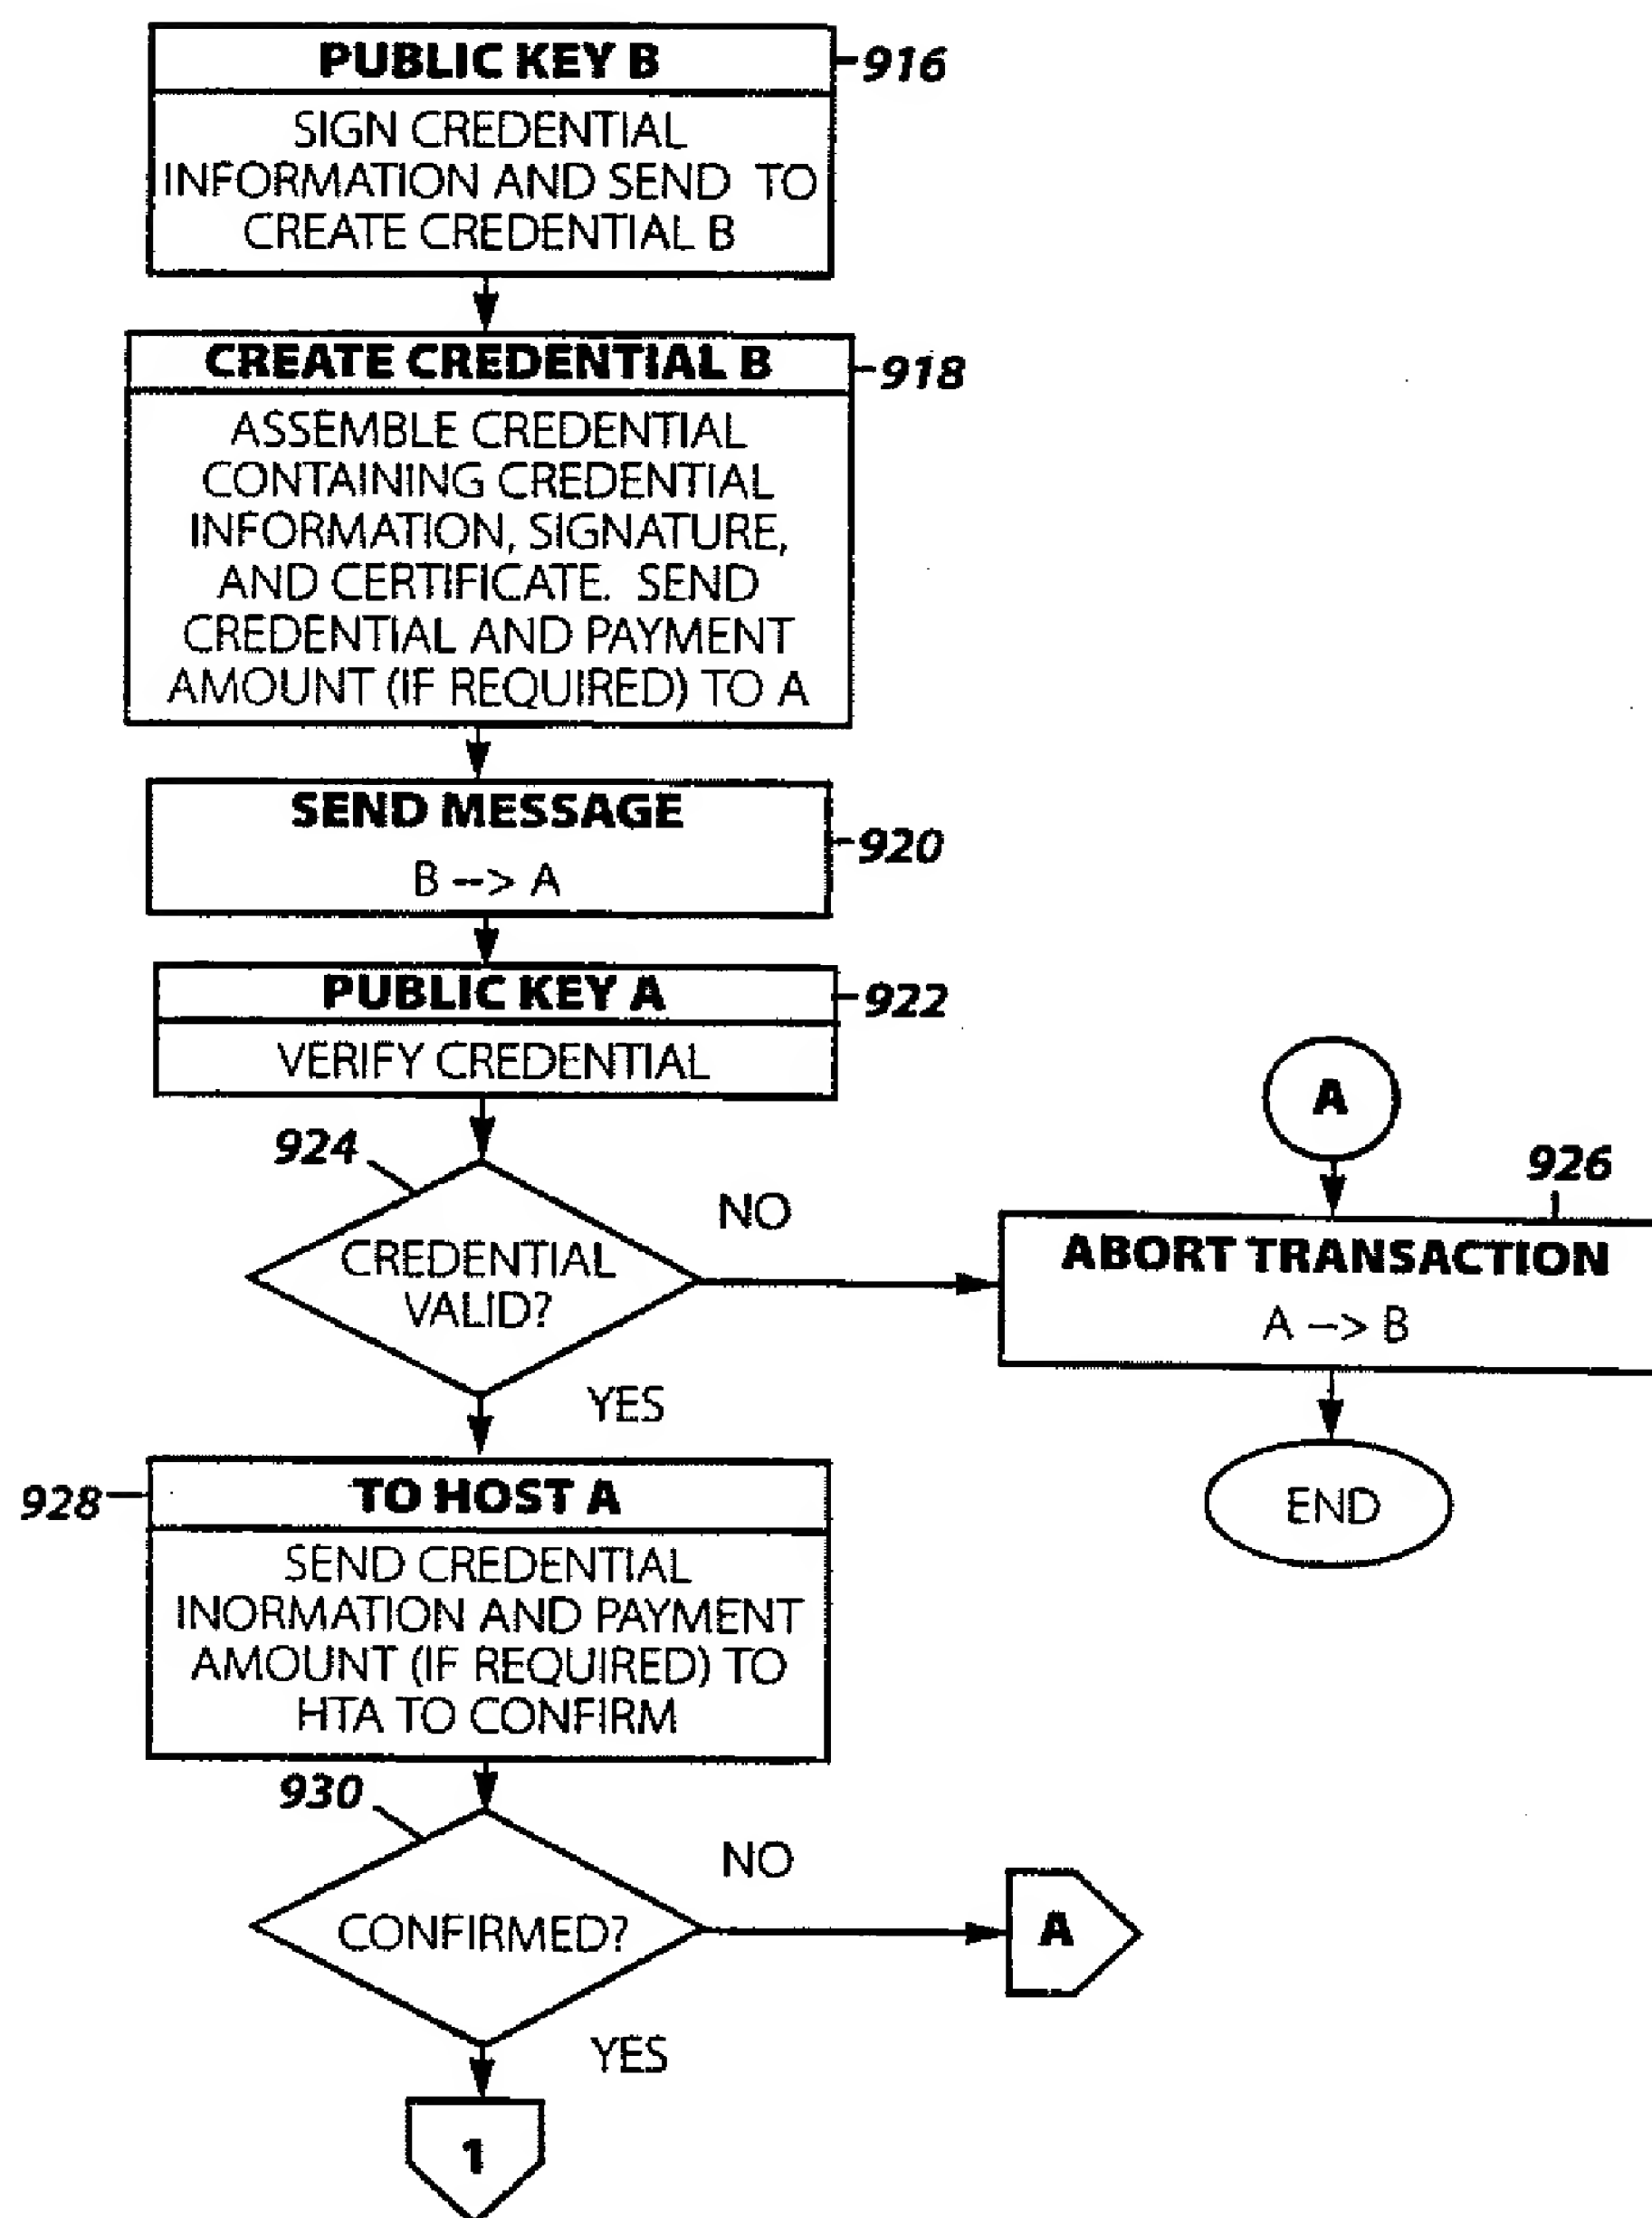 PUBLIC KEY B
916
SIGN CREDENTIAL
INFORMATION AND SEND TO
CREATE CREDENTIAL B
CREATE CREDENTIAL B
918
ASSEMBLE CREDENTIAL
CONTAINING CREDENTIAL
INFORMATION, SIGNATURE,
AND CERTIFICATE. SEND
CREDENTIAL AND PAYMENT
AMOUNT (IF REQUIRED) TO A
SEND MESSAGE
920
B --> A
PUBLIC KEY A
922
VERIFY CREDENTIAL
924
CREDENTIAL
VALID?
NO
YES
A
926
ABORT TRANSACTION
A --> B
END
928
TO HOST A
SEND CREDENTIAL
INORMATION AND PAYMENT
AMOUNT (IF REQUIRED) TO
HTA TO CONFIRM
930
CONFIRMED?
NO
A
YES
1